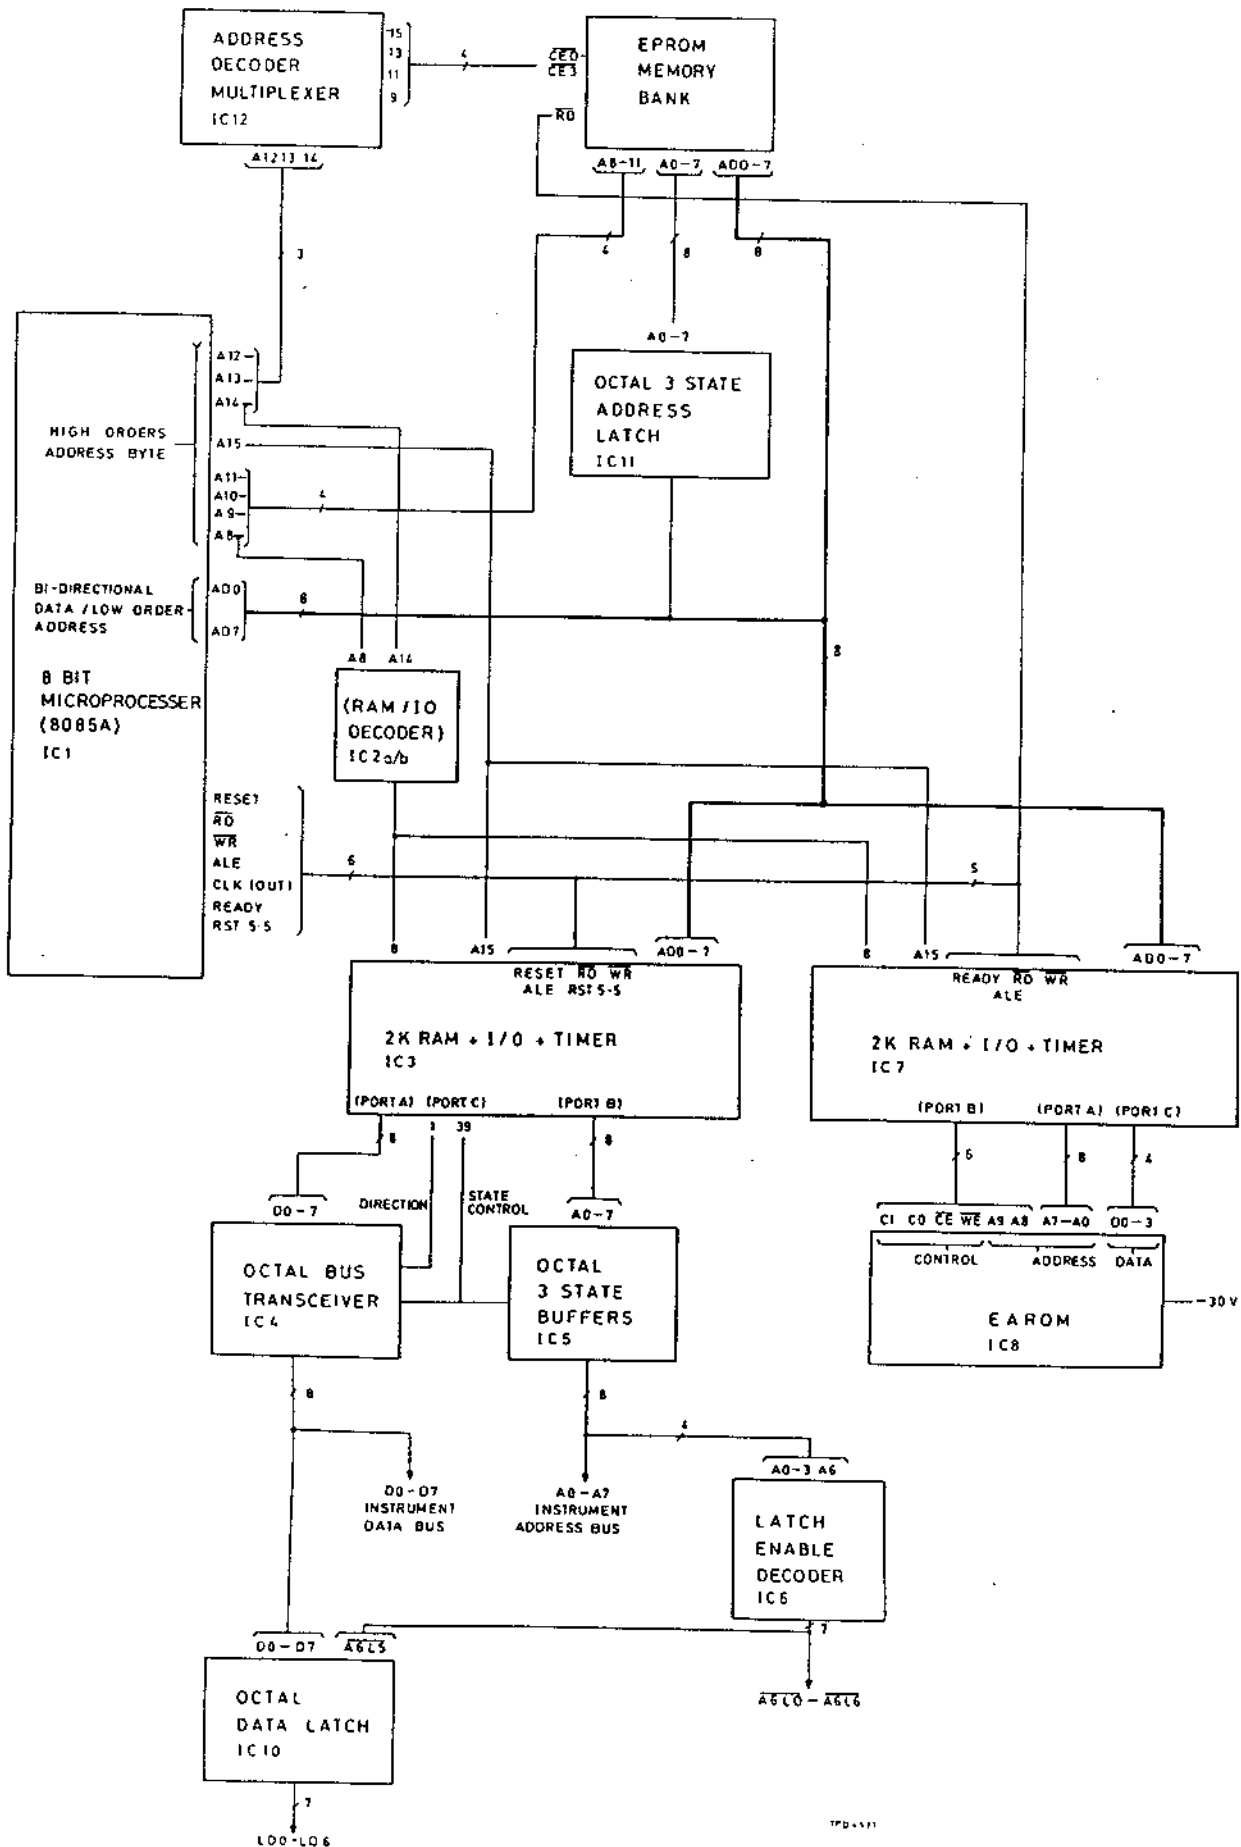 ADDRESS
DECODER
MULTIPLEXER
IC12
15
13
11
9
4
CE0
CE3
RD
EPROM
MEMORY
BANK
A12 13 14
A8-11
A0-7
AD0-7
3
4
8
8
A0-7
OCTAL 3 STATE
ADDRESS
LATCH
IC11
HIGH ORDERS
ADDRESS BYTE
A12
A13
A14
A15
A11
A10
A9
A8
4
BI-DIRECTIONAL
DATA / LOW ORDER
ADDRESS
AD0
AD7
8
8
8 BIT
MICROPROCESSER
(8085A)
IC1
A8 A14
(RAM / IO
DECODER)
IC2a/b
RESET
RD
WR
ALE
CLK (OUT)
READY
RST 5-5
6
5
8
A15
AD0-7
RESET RD WR
ALE RST 5-5
2K RAM + I/O + TIMER
IC3
(PORT A) (PORT C) (PORT B)
8
A15
AD0-7
READY RD WR
ALE
2K RAM + I/O + TIMER
IC7
(PORT B) (PORT A) (PORT C)
8
1
39
8
6
8
4
DIRECTION
STATE
CONTROL
D0-7
A0-7
C1 C0 CE WE A9 A8 A7-A0 D0-3
CONTROL ADDRESS DATA
EAROM
IC8
-30V
OCTAL BUS
TRANSCEIVER
IC4
OCTAL
3 STATE
BUFFERS
IC5
8
8
4
D0-D7
INSTRUMENT
DATA BUS
A0-A7
INSTRUMENT
ADDRESS BUS
A0-3 A6
LATCH
ENABLE
DECODER
IC6
7
D0-D7
A6L5
A6L0-A6L6
OCTAL
DATA LATCH
IC10
7
LD0-LD6